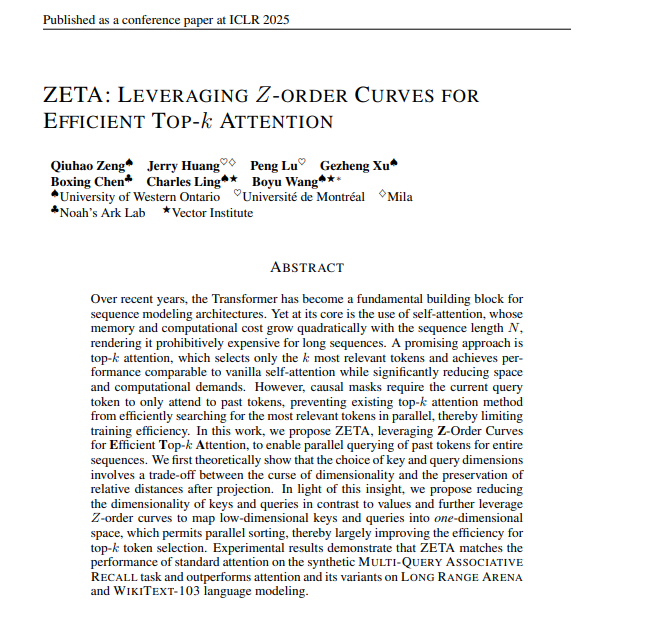 Published as a conference paper at ICLR 2025
ZETA: LEVERAGING Z-ORDER CURVES FOR
EFFICIENT TOP-k ATTENTION
Qiuhao Zeng♠ Jerry Huang♡♢ Peng Lu♡ Gezheng Xu♠
Boxing Chen♣ Charles Ling♠★ Boyu Wang♠★*
♠University of Western Ontario ♡Université de Montréal ♢Mila
♣Noah's Ark Lab ★Vector Institute
ABSTRACT
Over recent years, the Transformer has become a fundamental building block for
sequence modeling architectures. Yet at its core is the use of self-attention, whose
memory and computational cost grow quadratically with the sequence length N,
rendering it prohibitively expensive for long sequences. A promising approach is
top-k attention, which selects only the k most relevant tokens and achieves per-
formance comparable to vanilla self-attention while significantly reducing space
and computational demands. However, causal masks require the current query
token to only attend to past tokens, preventing existing top-k attention method
from efficiently searching for the most relevant tokens in parallel, thereby limiting
training efficiency. In this work, we propose ZETA, leveraging Z-Order Curves
for Efficient Top-k Attention, to enable parallel querying of past tokens for entire
sequences. We first theoretically show that the choice of key and query dimensions
involves a trade-off between the curse of dimensionality and the preservation of
relative distances after projection. In light of this insight, we propose reducing
the dimensionality of keys and queries in contrast to values and further leverage
Z-order curves to map low-dimensional keys and queries into one-dimensional
space, which permits parallel sorting, thereby largely improving the efficiency for
top-k token selection. Experimental results demonstrate that ZETA matches the
performance of standard attention on the synthetic MULTI-QUERY ASSOCIATIVE
RECALL task and outperforms attention and its variants on LONG RANGE ARENA
and WIKITEXT-103 language modeling.